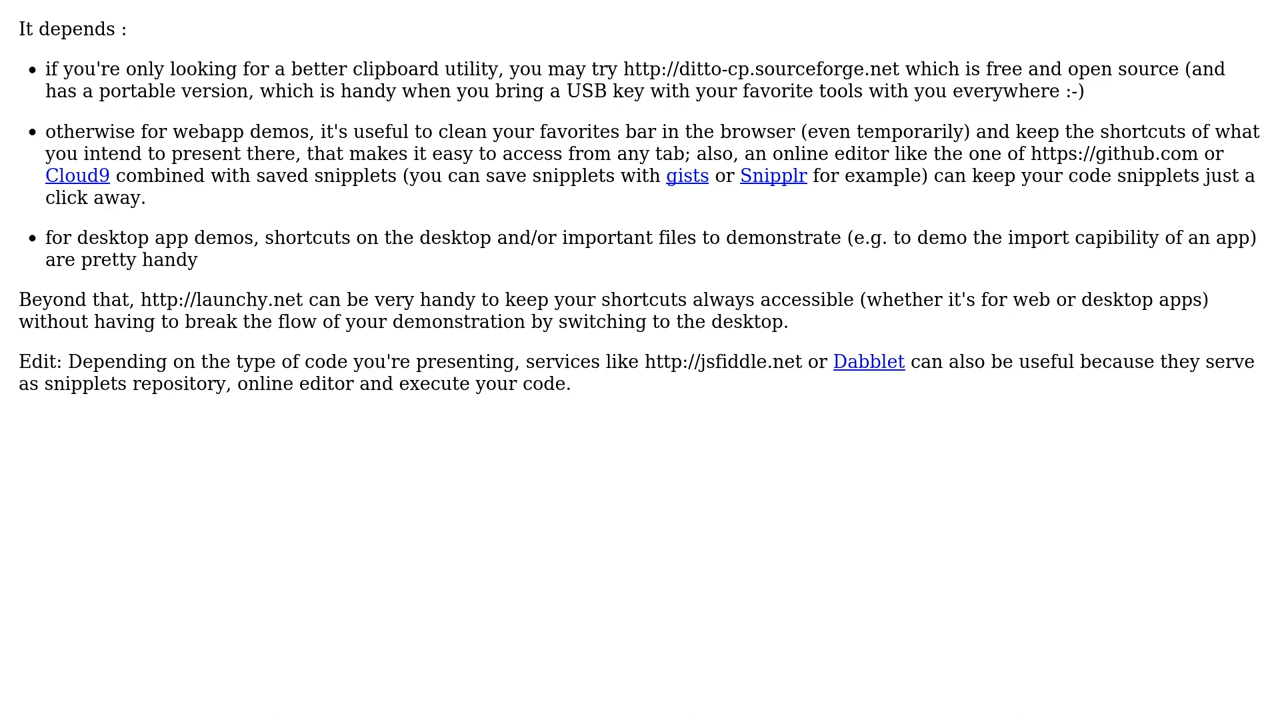 It depends :
• if you're only looking for a better clipboard utility, you may try http://ditto-cp.sourceforge.net which is free and open source (and
has a portable version, which is handy when you bring a USB key with your favorite tools with you everywhere :-)
• otherwise for webapp demos, it's useful to clean your favorites bar in the browser (even temporarily) and keep the shortcuts of what
you intend to present there, that makes it easy to access from any tab; also, an online editor like the one of https://github.com or
Cloud9 combined with saved snipplets (you can save snipplets with gists or Snipplr for example) can keep your code snipplets just a
click away.
• for desktop app demos, shortcuts on the desktop and/or important files to demonstrate (e.g. to demo the import capibility of an app)
are pretty handy
Beyond that, http://launchy.net can be very handy to keep your shortcuts always accessible (whether it's for web or desktop apps)
without having to break the flow of your demonstration by switching to the desktop.
Edit: Depending on the type of code you're presenting, services like http://jsfiddle.net or Dabblet can also be useful because they serve
as snipplets repository, online editor and execute your code.